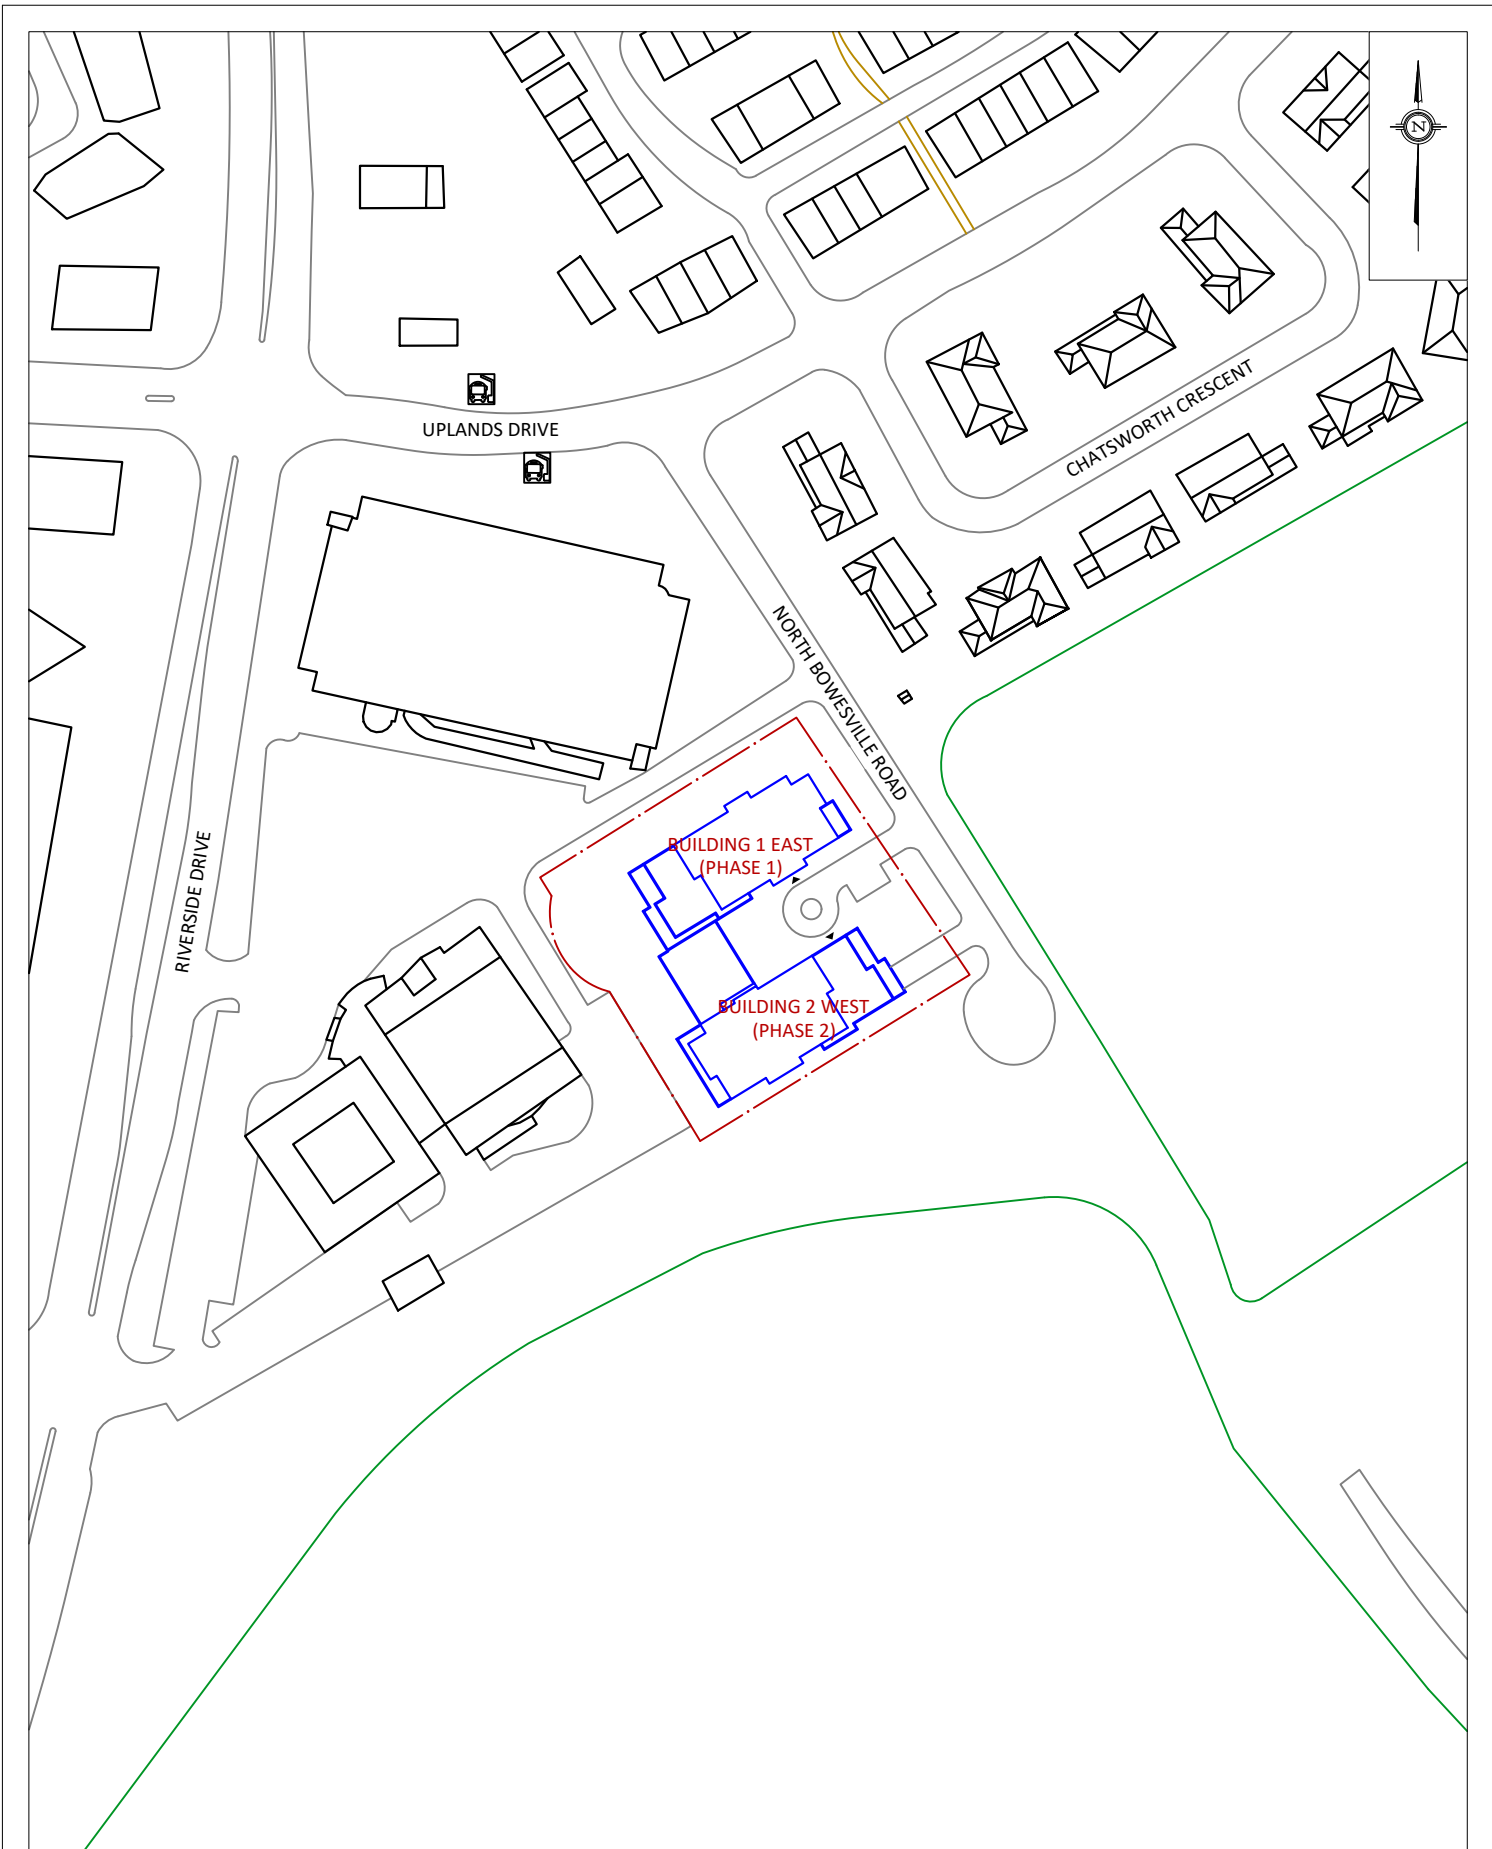 N
UPLANDS DRIVE
CHATSWORTH CRESCENT
NORTH BOWESVILLE ROAD
RIVERSIDE DRIVE
BUILDING 1 EAST
(PHASE 1)
BUILDING 2 WEST
(PHASE 2)